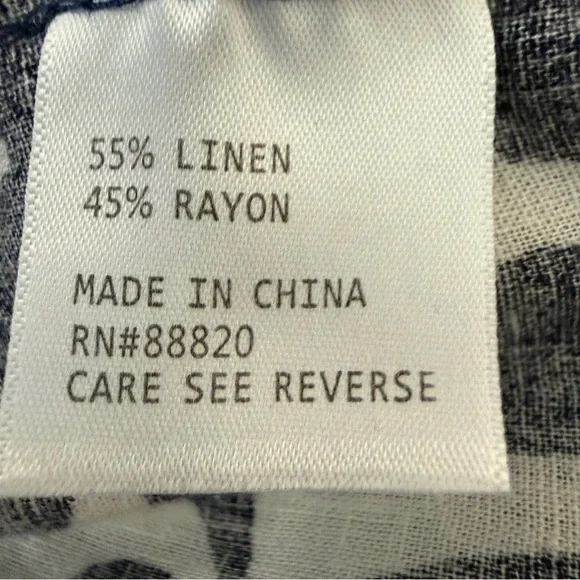 55% LINEN
45% RAYON
MADE IN CHINA
RN#88820
CARE SEE REVERSE